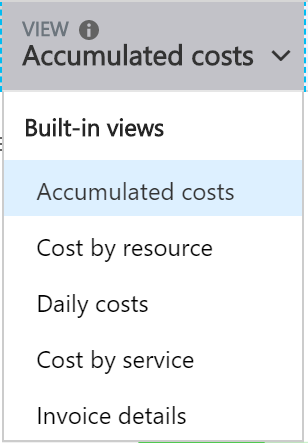 VIEW
Accumulated costs
Built-in views
Accumulated costs
Cost by resource
Daily costs
Cost by service
Invoice details